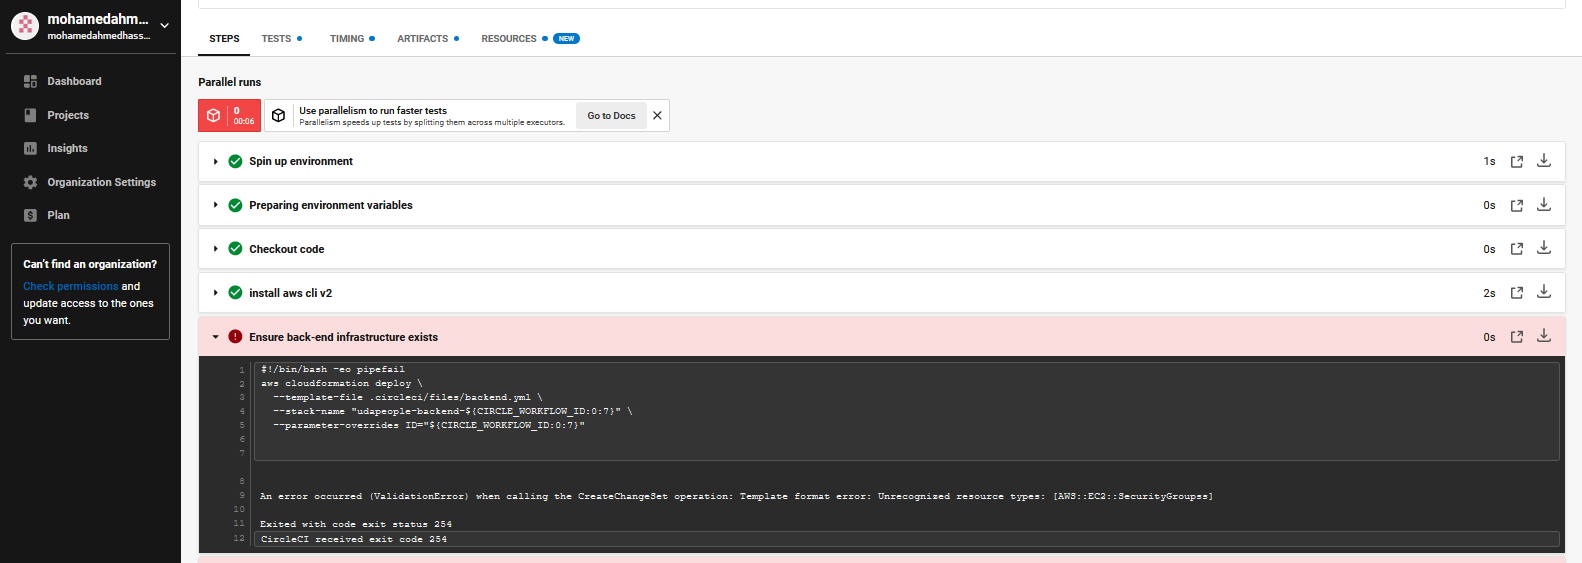 mohamedahm...
mohamedahmedhass...
Dashboard
Projects
Insights
Organization Settings
Plan
Can't find an organization?
Check permissions and
update access to the ones
you want.
STEPS TESTS TIMING ARTIFACTS RESOURCES NEW
Parallel runs
0
00:06
Use parallelism to run faster tests
Parallelism speeds up tests by splitting them across multiple executors.
Go to Docs
Spin up environment 1s
Preparing environment variables 0s
Checkout code 0s
install aws cli v2 2s
Ensure back-end infrastructure exists 0s
1 #!/bin/bash -eo pipefail
2 aws cloudformation deploy \
3 --template-file .circleci/files/backend.yml \
4 --stack-name "udapeople-backend-${CIRCLE_WORKFLOW_ID:0:7}" \
5 --parameter-overrides ID="${CIRCLE_WORKFLOW_ID:0:7}"
6
7
8
9 An error occurred (ValidationError) when calling the CreateChangeSet operation: Template format error: Unrecognized resource types: [AWS::EC2::SecurityGroupss]
10
11 Exited with code exit status 254
12 CircleCI received exit code 254